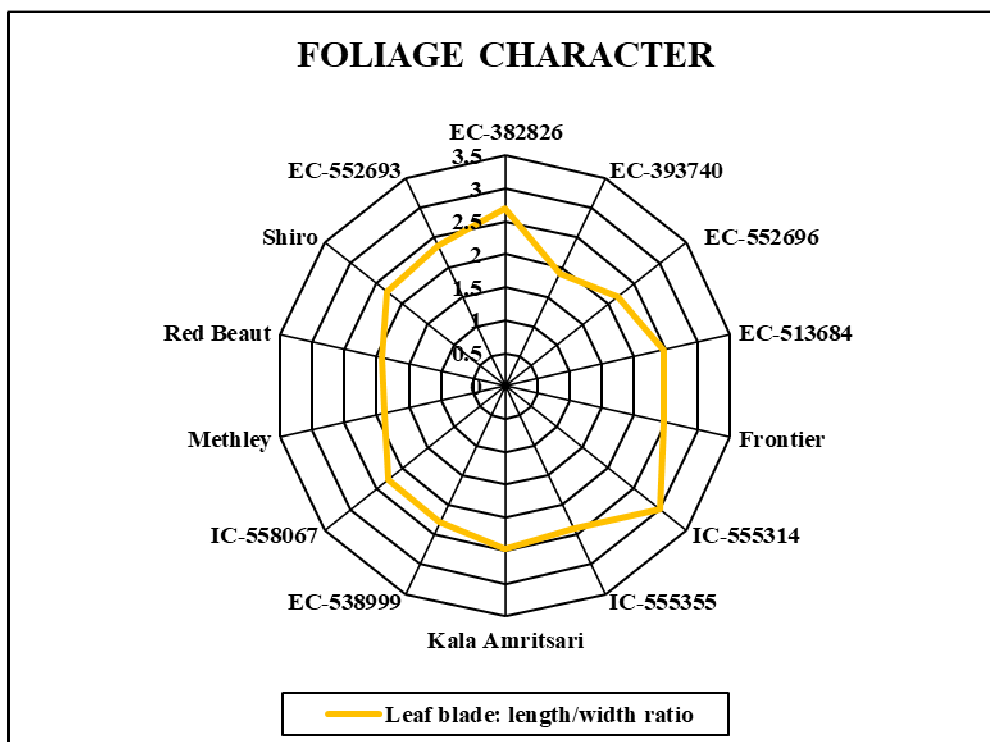 FOLIAGE CHARACTER
EC-382826
3.5
EC-552693
EC-393740
3
2.5
Shiro
EC-552696
2
1.5
Red Beaut
1
EC-513684
0.5
0
Methley
Frontier
IC-558067
IC-555314
EC-538999
IC-555355
Kala Amritsari
Leaf blade: length/width ratio